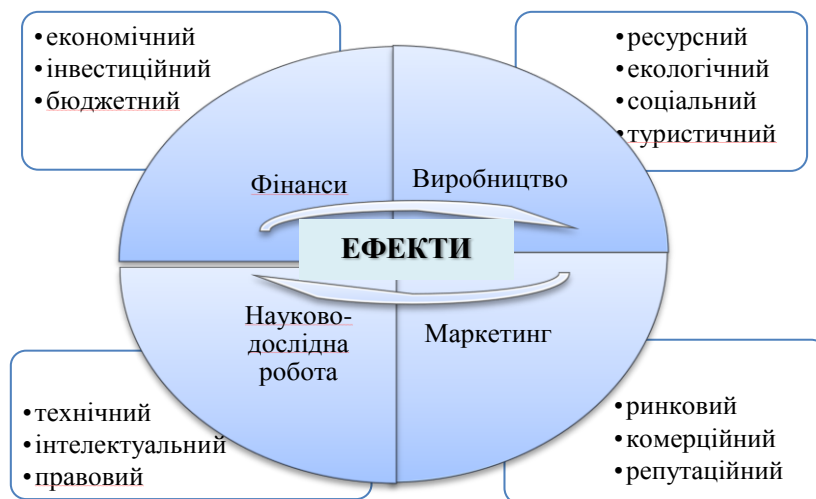 •економічний
•інвестиційний
•бюджетний
•ресурсний
•екологічний
•соціальний
•туристичний
Фінанси
Виробництво
ЕФЕКТИ
Науково-
дослідна
робота
Маркетинг
•технічний
•інтелектуальний
•правовий
•ринковий
•комерційний
•репутаційний